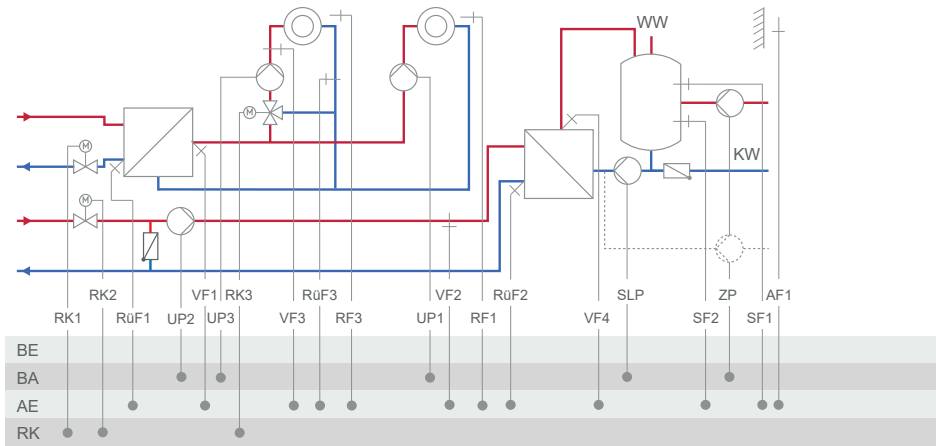 WW
M
M
KW
M
RK2
VF1
RK3
RüF3
VF2
RüF2
SLP
ZP
AF1
RK1
RüF1
UP2
UP3
VF3
RF3
UP1
RF1
VF4
SF2
SF1
BE
BA
AE
RK